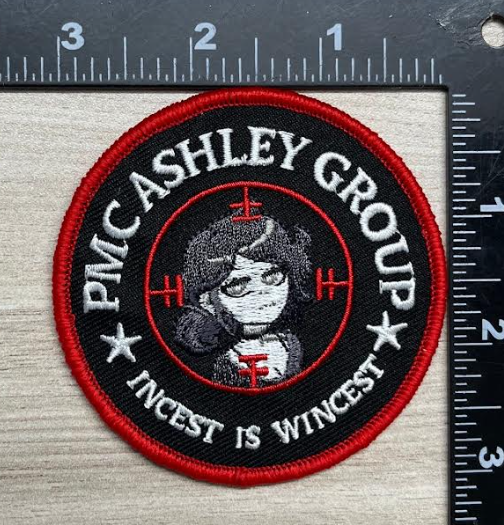 3 2 1
PMC ASHLEY GROUP
INCEST IS WINCEST
1
2
3